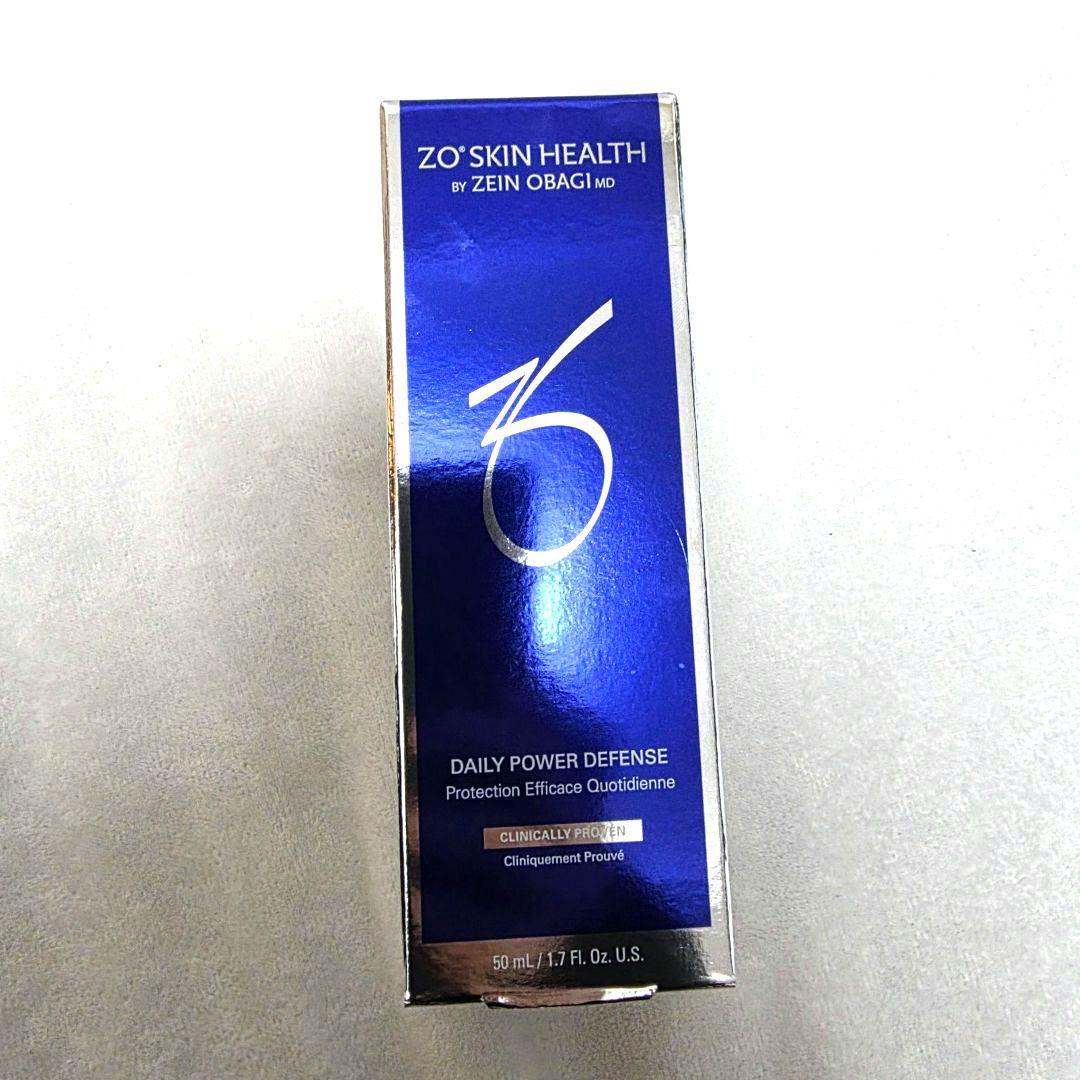 ZO® SKIN HEALTH
BY ZEIN OBAGI MD
DAILY POWER DEFENSE
Protection Efficace Quotidienne
CLINICALLY PROVEN
Cliniquement Prouvé
50 mL / 1.7 Fl. Oz. U.S.